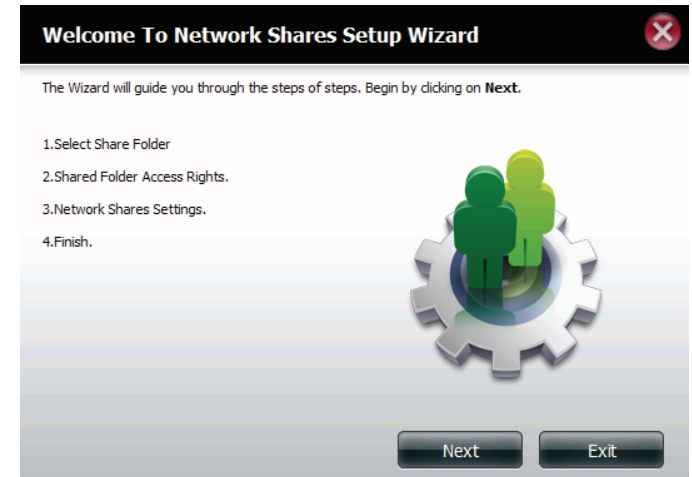 Welcome To Network Shares Setup Wizard
The Wizard will guide you through the steps of steps. Begin by clicking on Next.
1.Select Share Folder
2.Shared Folder Access Rights.
3.Network Shares Settings.
4.Finish.
Next
Exit